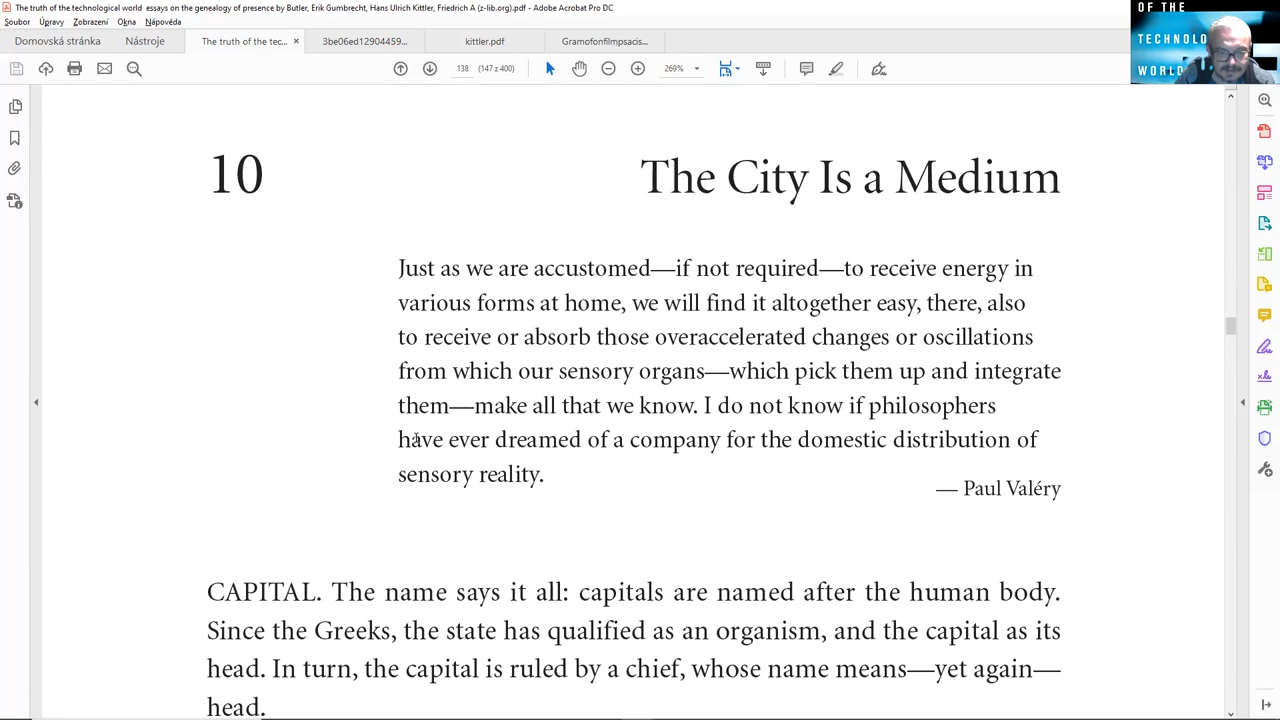 The truth of the technological world essays on the genealogy of presence by Butler, Erik Gumbrecht, Hans Ulrich Kittler, Friedrich A (z-lib.org).pdf - Adobe Acrobat Pro DC
Soubor Úpravy Zobrazení Okna Nápověda
Domovská stránka Nástroje The truth of the tec... × 3be06ed12904459... kittler.pdf Gramofonfilmpsacis...
138 (147 z 400) 269%
OF THE
TECHNOLO
WORLD
10 The City Is a Medium
Just as we are accustomed—if not required—to receive energy in
various forms at home, we will find it altogether easy, there, also
to receive or absorb those overaccelerated changes or oscillations
from which our sensory organs—which pick them up and integrate
them—make all that we know. I do not know if philosophers
have ever dreamed of a company for the domestic distribution of
sensory reality.
— Paul Valéry
CAPITAL. The name says it all: capitals are named after the human body.
Since the Greeks, the state has qualified as an organism, and the capital as its
head. In turn, the capital is ruled by a chief, whose name means—yet again—
head.